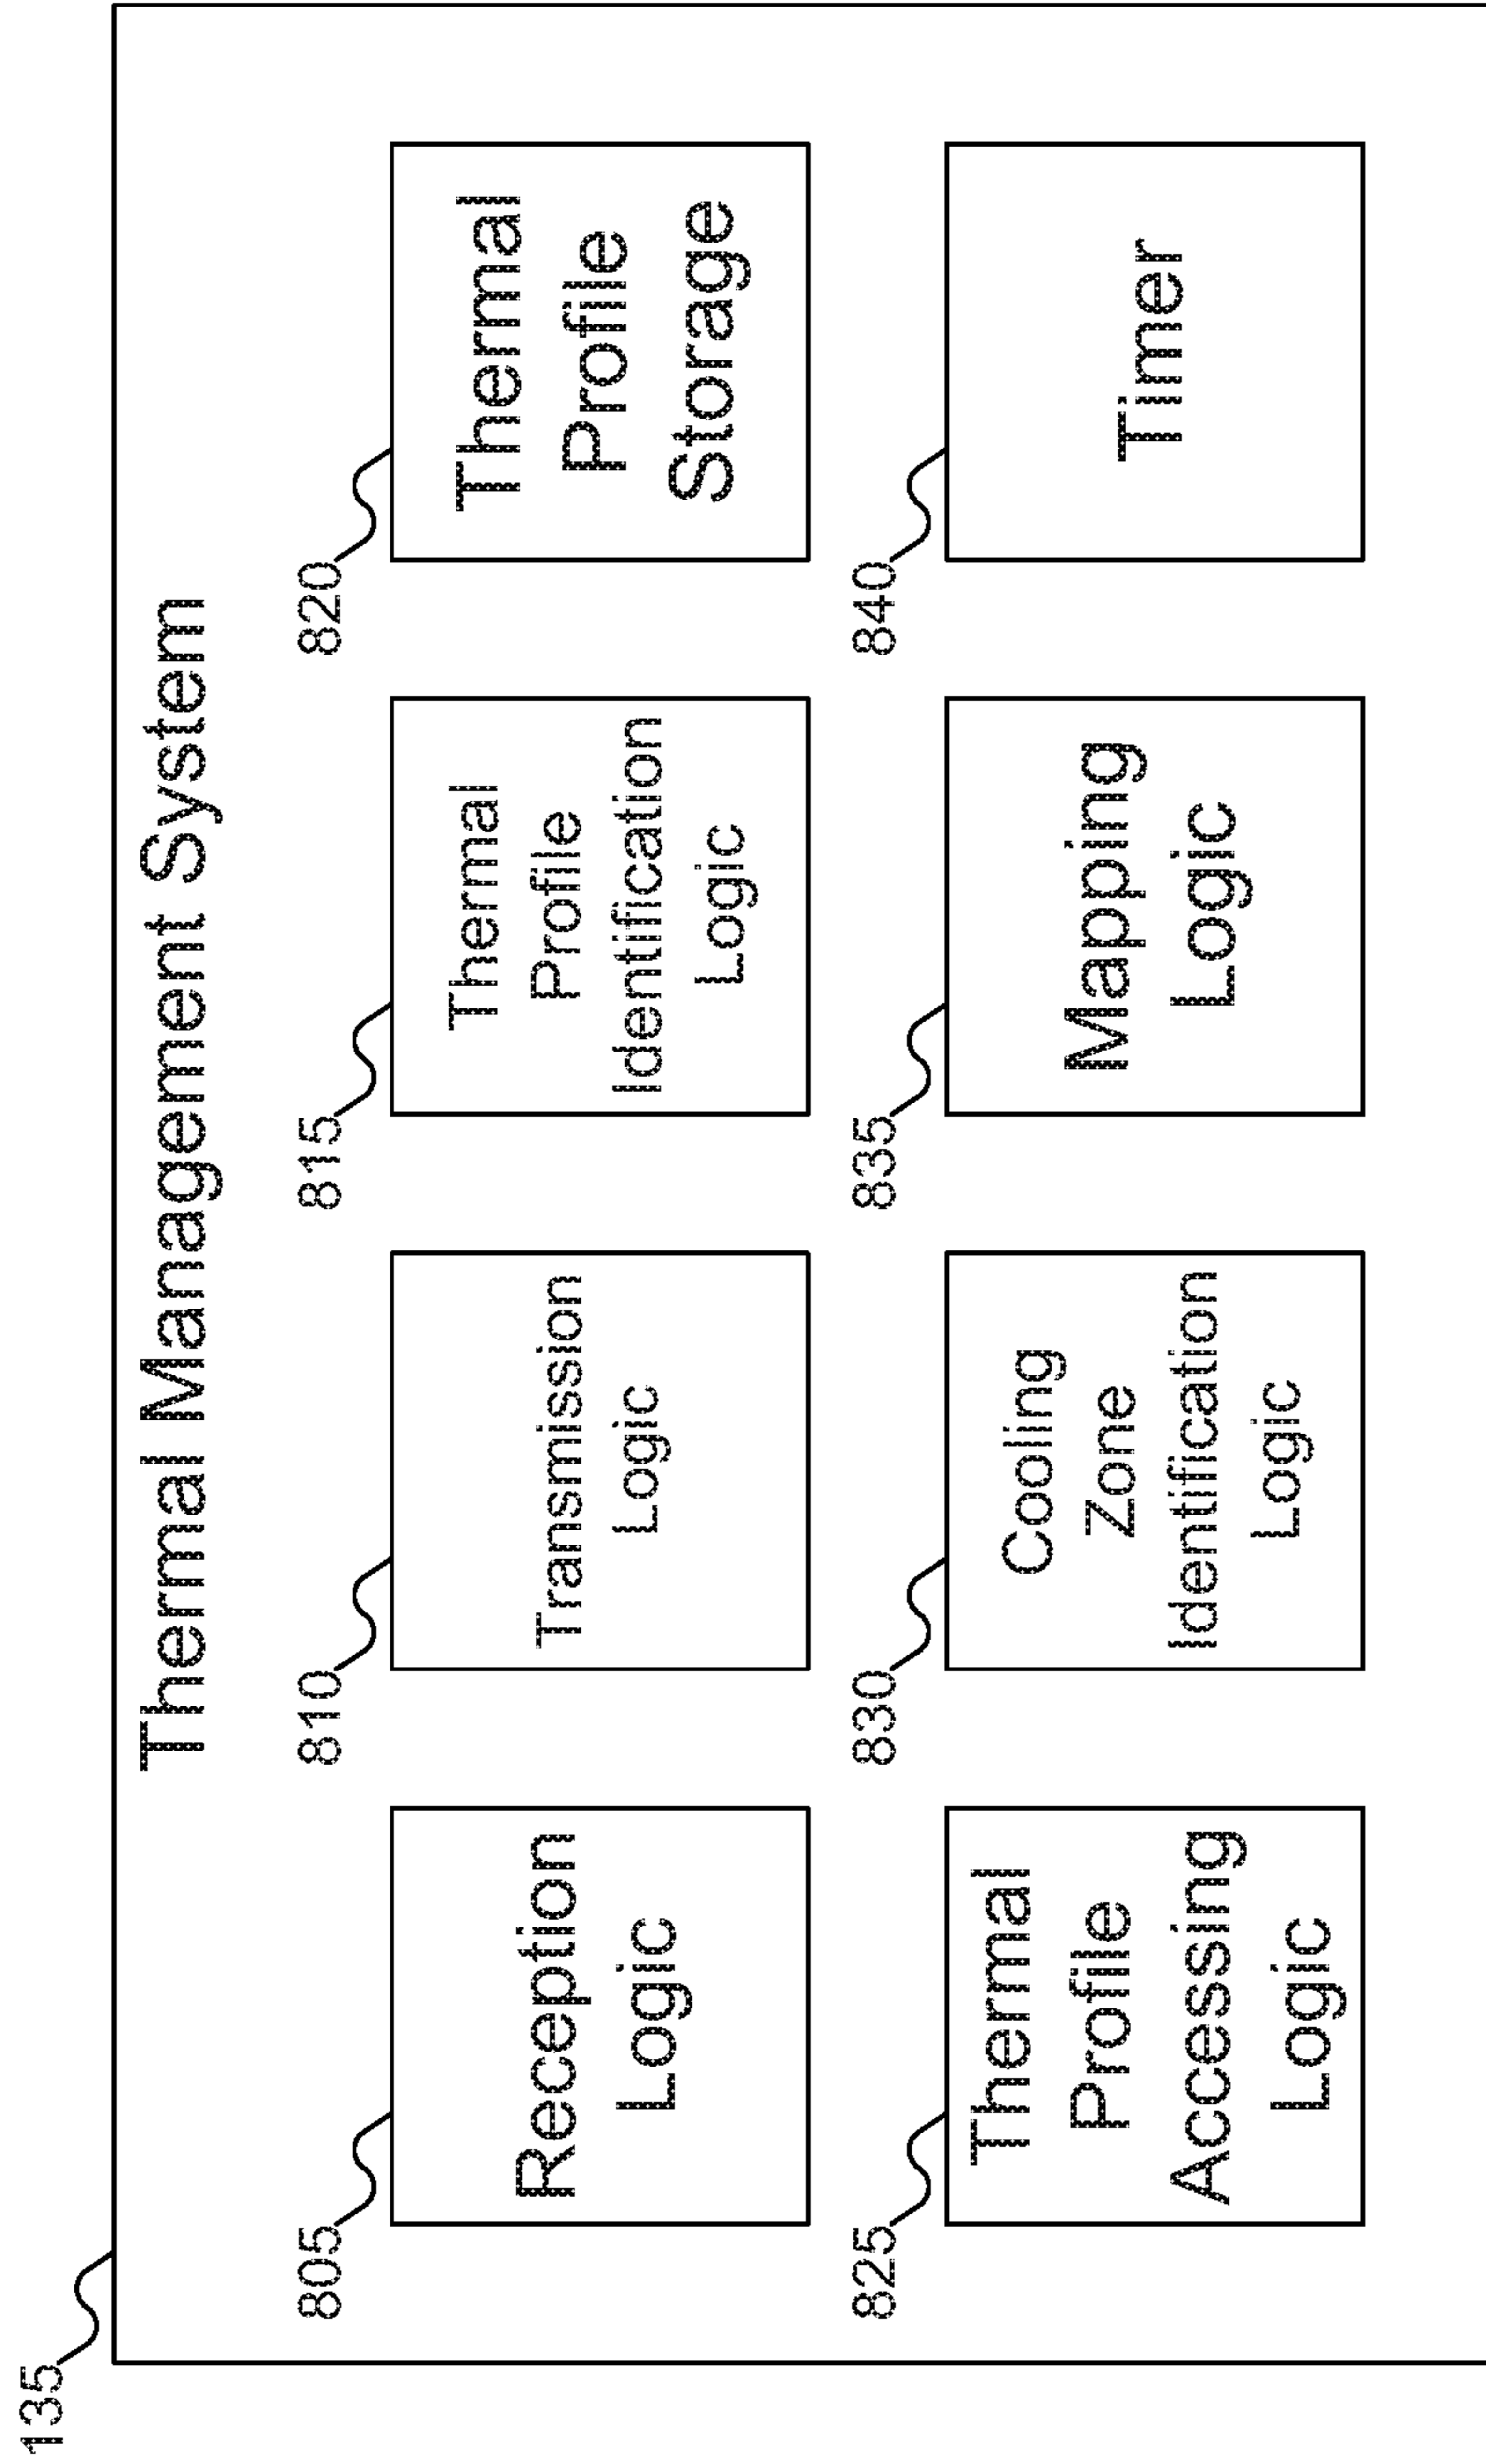 135
Thermal Management System
805
Reception
Logic
810
Transmission
Logic
815
Thermal
Profile
Identification
Logic
820
Thermal
Profile
Storage
825
Thermal
Profile
Accessing
Logic
830
Cooling
Zone
Identification
Logic
835
Mapping
Logic
840
Timer